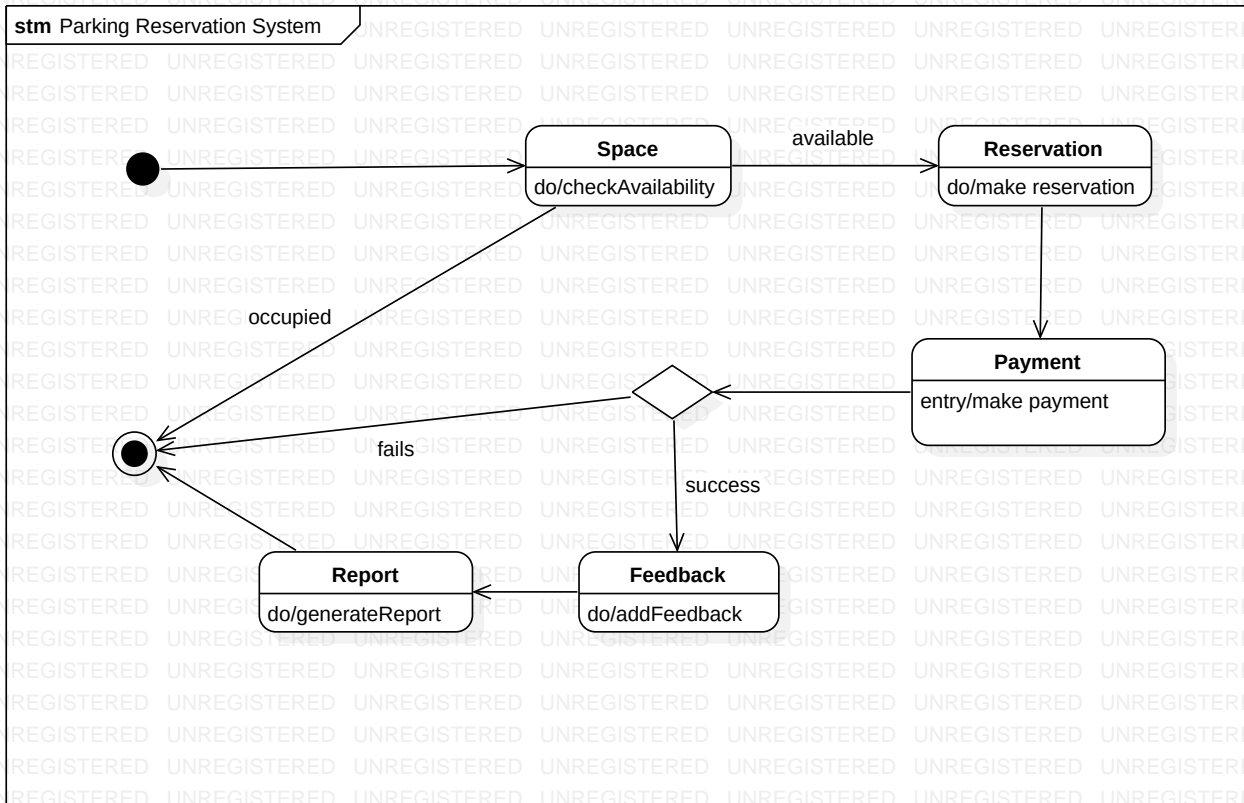 stm Parking Reservation System
Space
do/checkAvailability
available
Reservation
do/make reservation
occupied
Payment
entry/make payment
fails
success
Report
do/generateReport
Feedback
do/addFeedback
UNREGISTERED